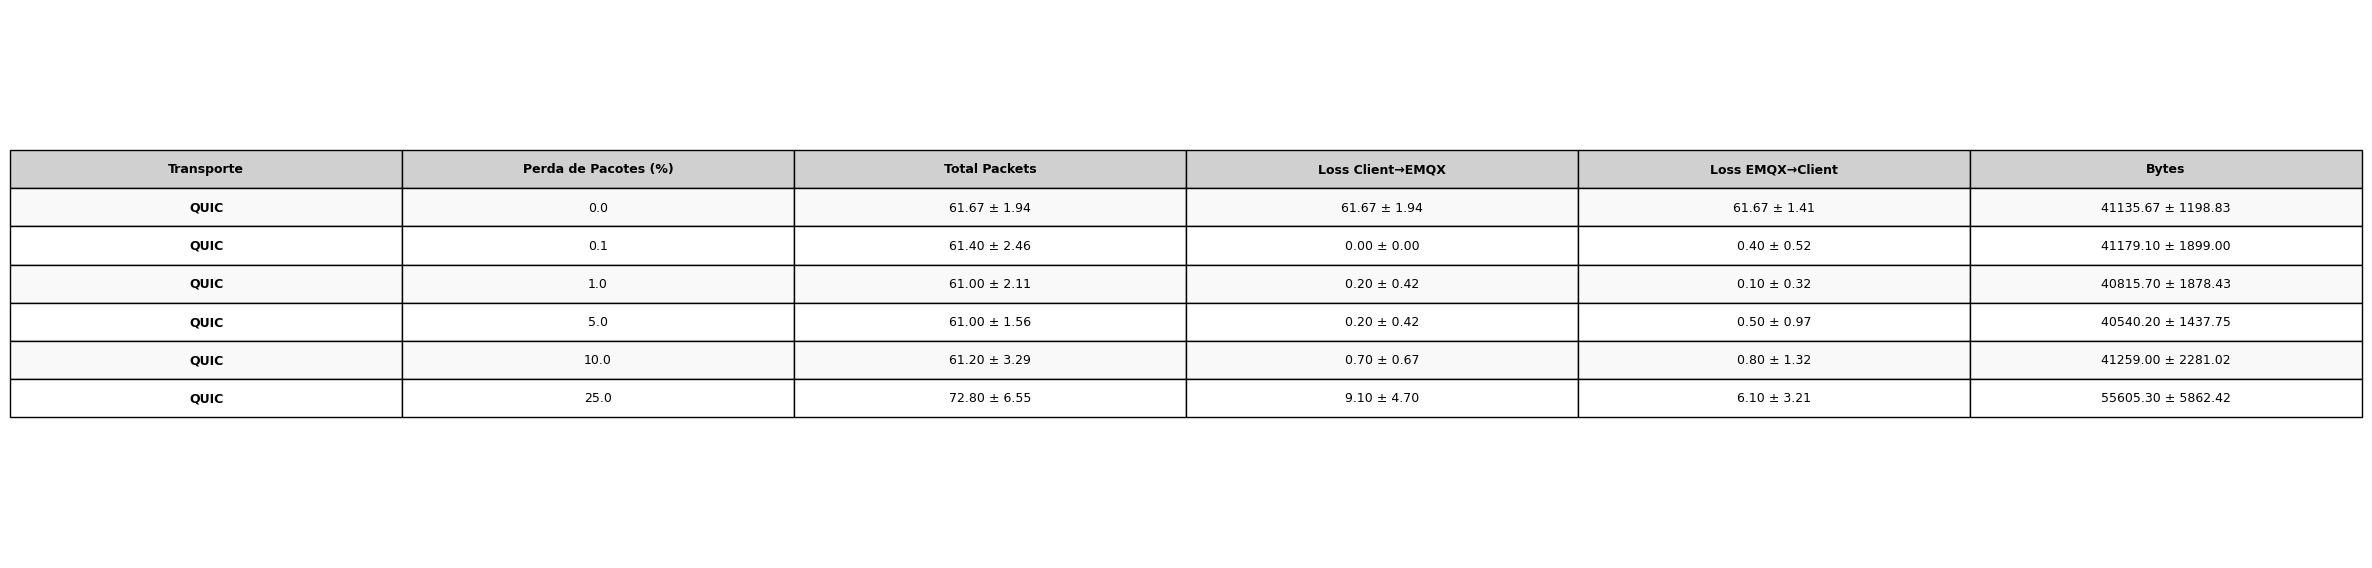 Transporte Perda de Pacotes (%) Total Packets Loss Client→EMQX Loss EMQX→Client Bytes
QUIC 0.0 61.67 ± 1.94 61.67 ± 1.94 61.67 ± 1.41 41135.67 ± 1198.83
QUIC 0.1 61.40 ± 2.46 0.00 ± 0.00 0.40 ± 0.52 41179.10 ± 1899.00
QUIC 1.0 61.00 ± 2.11 0.20 ± 0.42 0.10 ± 0.32 40815.70 ± 1878.43
QUIC 5.0 61.00 ± 1.56 0.20 ± 0.42 0.50 ± 0.97 40540.20 ± 1437.75
QUIC 10.0 61.20 ± 3.29 0.70 ± 0.67 0.80 ± 1.32 41259.00 ± 2281.02
QUIC 25.0 72.80 ± 6.55 9.10 ± 4.70 6.10 ± 3.21 55605.30 ± 5862.42